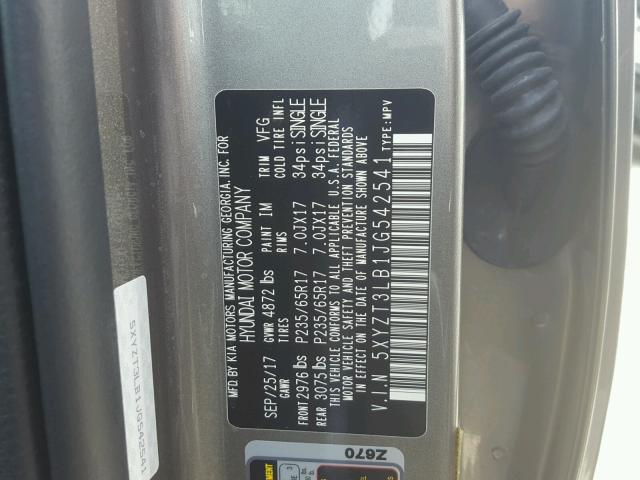 MFD BY KIA MOTORS MANUFACTURING GEORGIA, INC. FOR
HYUNDAI MOTOR COMPANY
SEP/25/17 GVWR 4872 lbs PAINT IM TRIM VFG
GAWR TIRES RIMS COLD TIRE INFL
FRONT 2976 lbs P235/65R17 7.0JX17 34psi SINGLE
REAR 3075 lbs P235/65R17 7.0JX17 34psi SINGLE
THIS VEHICLE CONFORMS TO ALL APPLICABLE U.S.A. FEDERAL
MOTOR VEHICLE SAFETY AND THEFT PREVENTION STANDARDS
IN EFFECT ON THE DATE OF MANUFACTURE SHOWN ABOVE
V.I.N 5XYZT3LB1JG542541 TYPE: MPV
5XYZT3LB1JG542541
Z670